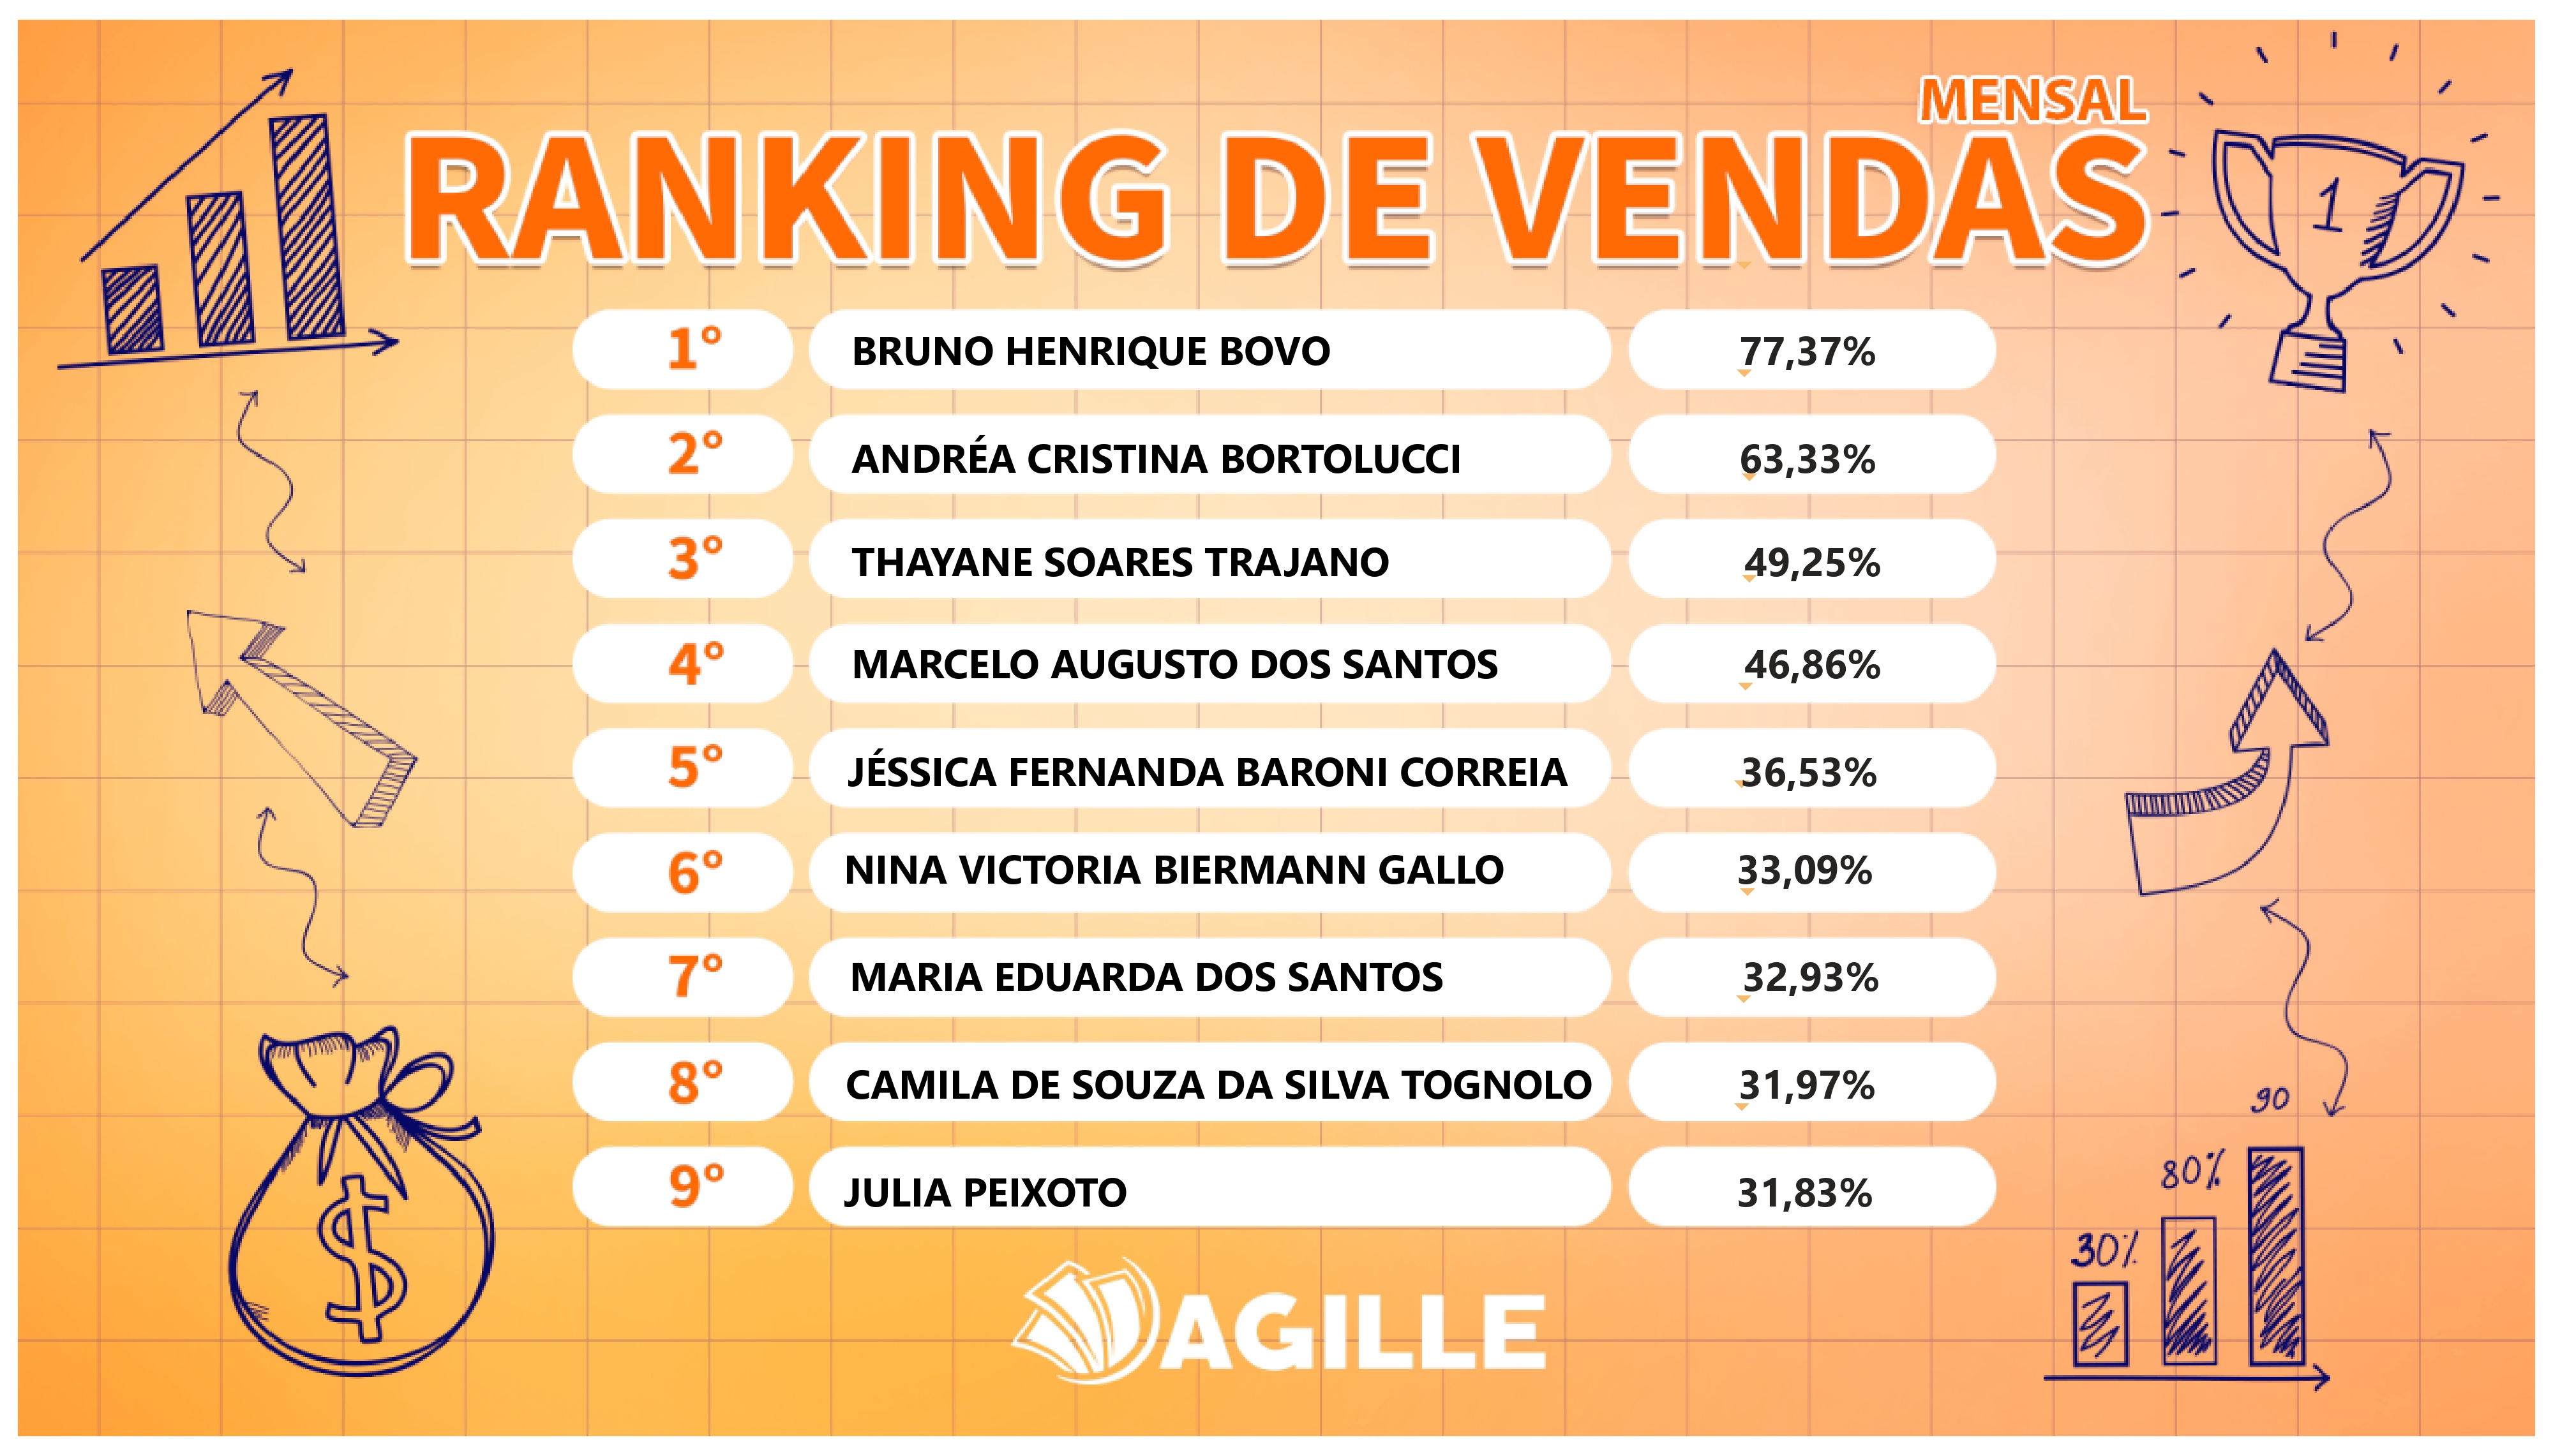 MENSAL
RANKING DE VENDAS
1° BRUNO HENRIQUE BOVO 77,37%
2° ANDRÉA CRISTINA BORTOLUCCI 63,33%
3° THAYANE SOARES TRAJANO 49,25%
4° MARCELO AUGUSTO DOS SANTOS 46,86%
5° JÉSSICA FERNANDA BARONI CORREIA 36,53%
6° NINA VICTORIA BIERMANN GALLO 33,09%
7° MARIA EDUARDA DOS SANTOS 32,93%
8° CAMILA DE SOUZA DA SILVA TOGNOLO 31,97%
9° JULIA PEIXOTO 31,83%
AGILLE
1
$
30%
80%
90